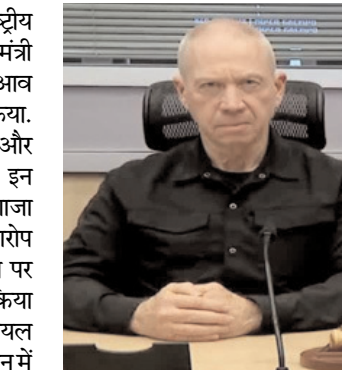 ष्ट्रीय
मंत्री
आव
किया.
और
इन
गाजा
रोप
पर
किया
यल
न में